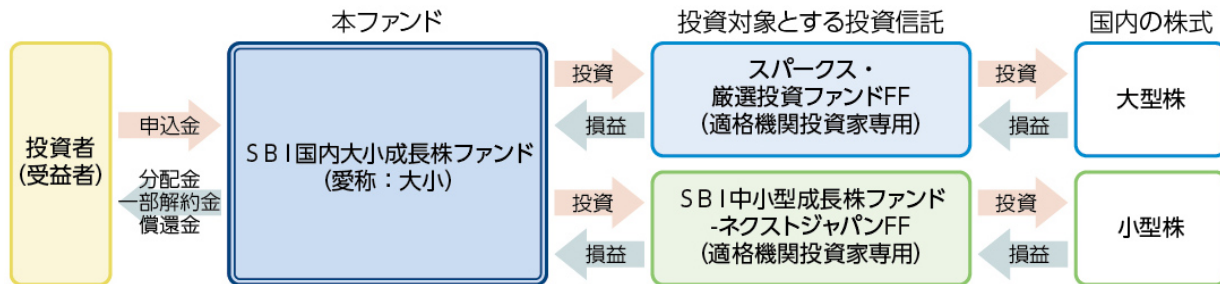 本ファンド
投資対象とする投資信託
国内の株式
投資者
(受益者)
申込金
分配金
一部解約金
償還金
SBI国内大小成長株ファンド
(愛称:大小)
投資
損益
スパークス・
厳選投資ファンドFF
(適格機関投資家専用)
投資
損益
大型株
投資
損益
SBI中小型成長株ファンド
-ネクストジャパンFF
(適格機関投資家専用)
投資
損益
小型株